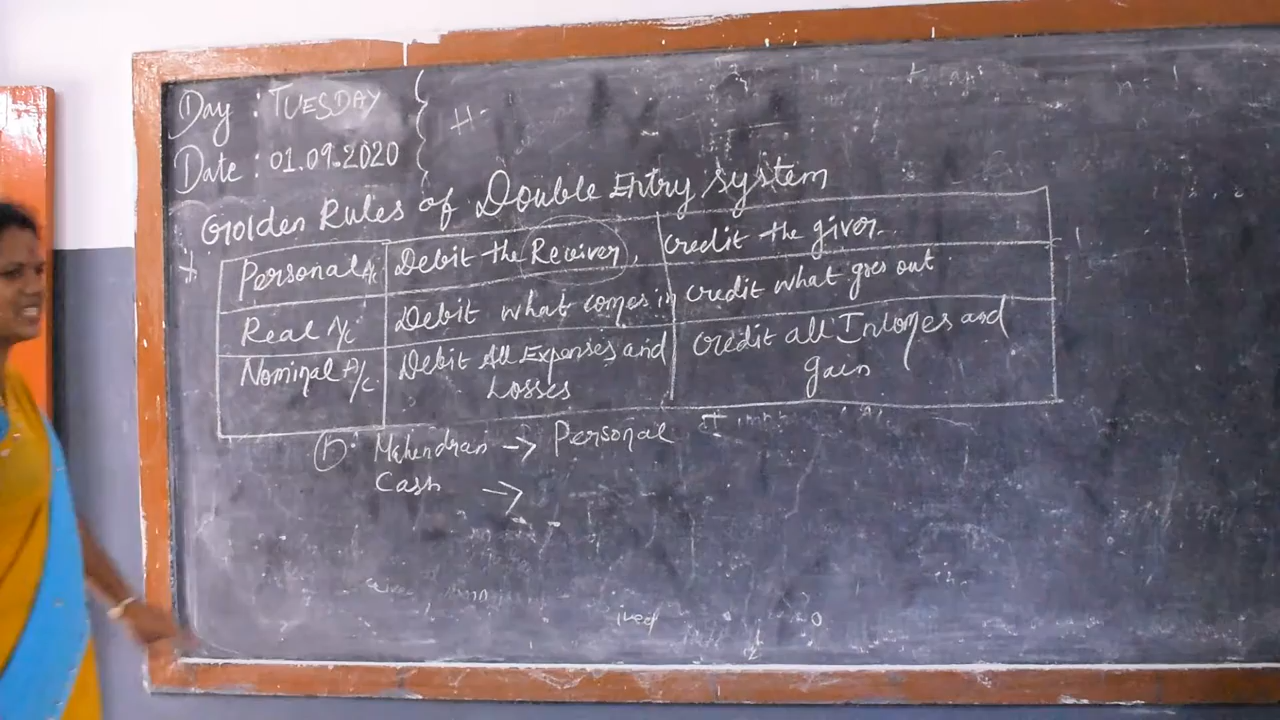 Day : TUESDAY
Date : 01.09.2020
Golden Rules of Double Entry System
Personal A/c Debit the Receiver, Credit the giver.
Real A/c Debit what comes in Credit what goes out.
Nominal A/c Debit All Expenses and Losses Credit all Incomes and gain
b: Mahendran → Personal
Cash →